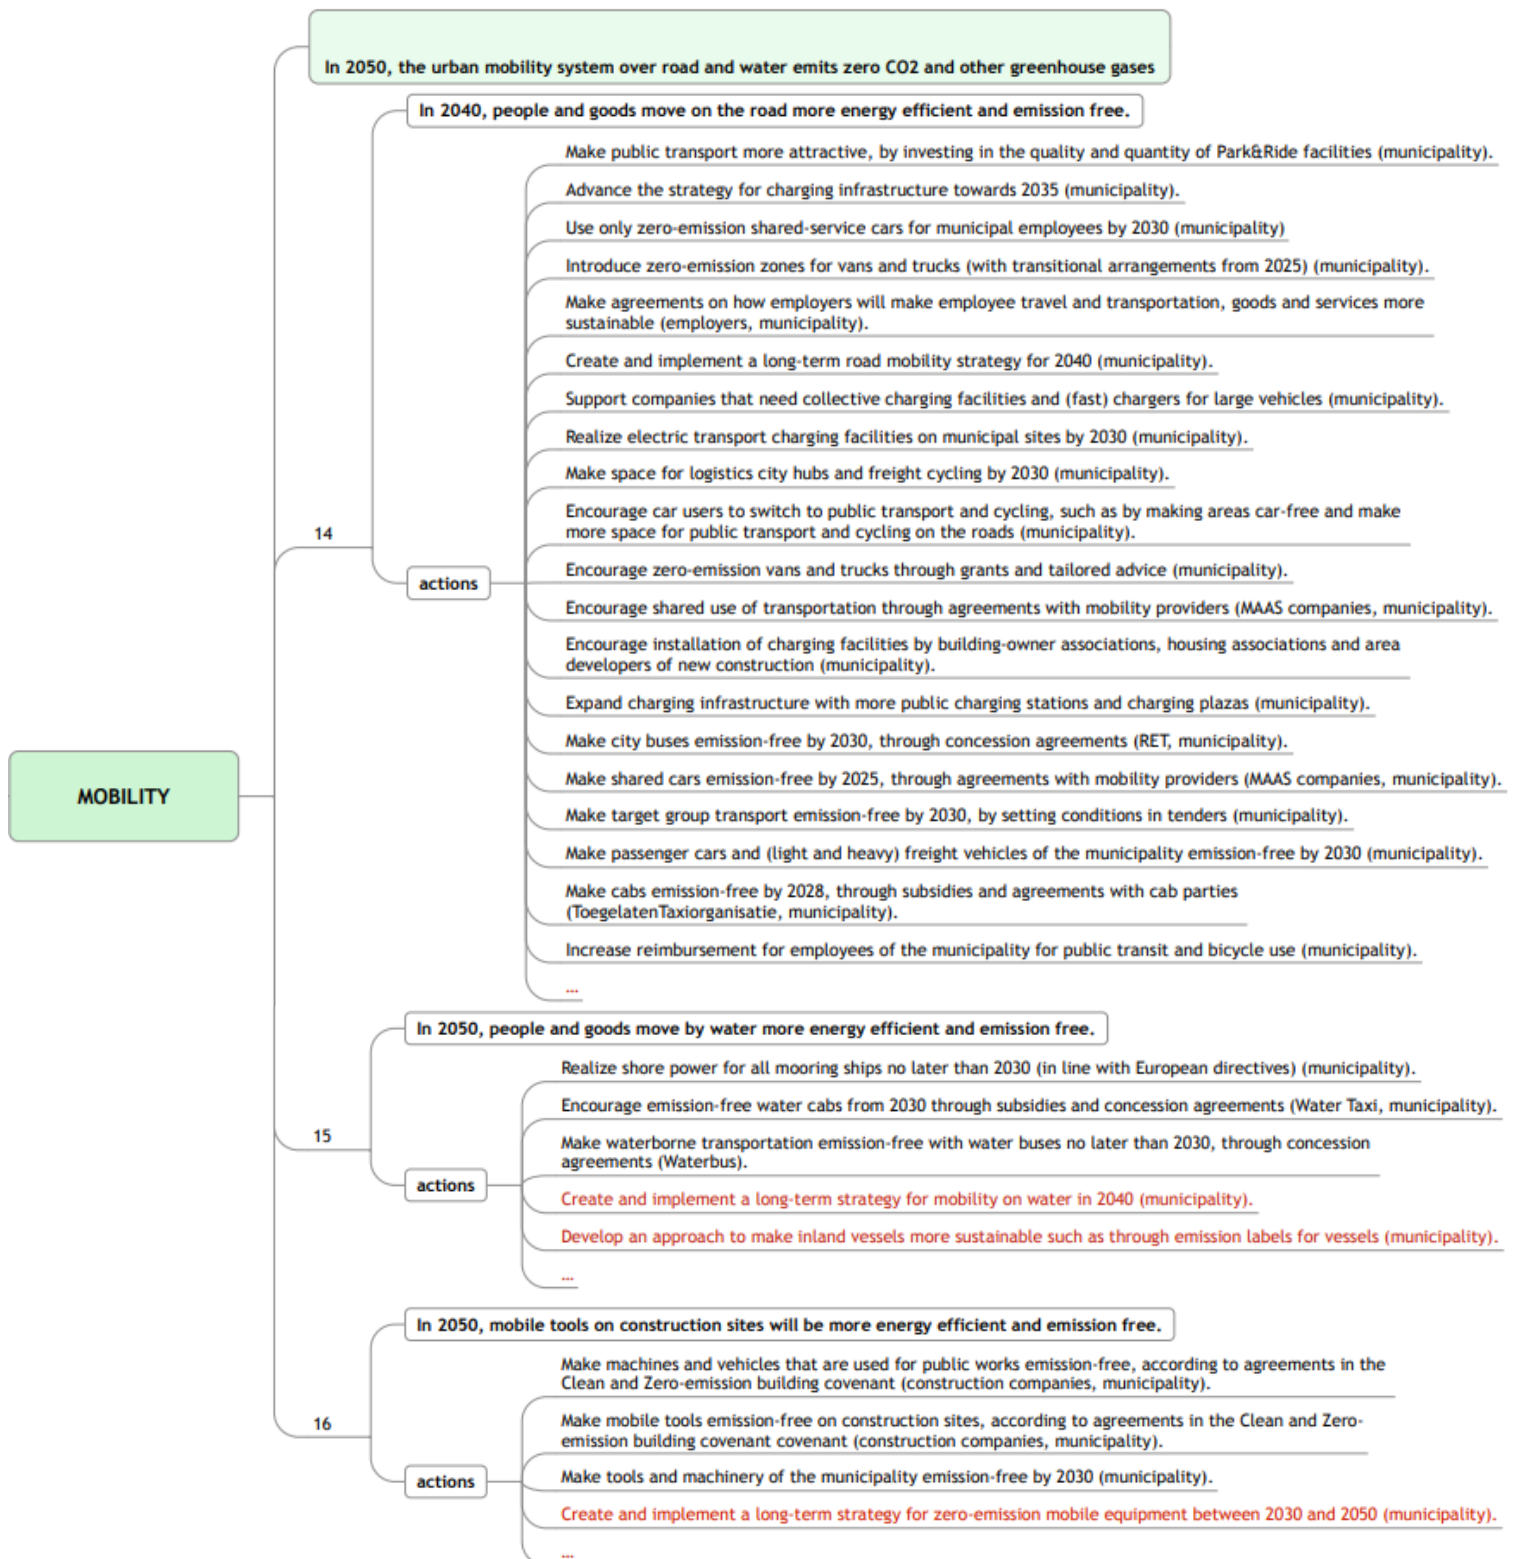 In 2050, the urban mobility system over road and water emits zero CO2 and other greenhouse gases
In 2040, people and goods move on the road more energy efficient and emission free.
Make public transport more attractive, by investing in the quality and quantity of Park&Ride facilities (municipality).
Advance the strategy for charging infrastructure towards 2035 (municipality).
Use only zero-emission shared-service cars for municipal employees by 2030 (municipality)
Introduce zero-emission zones for vans and trucks (with transitional arrangements from 2025) (municipality).
Make agreements on how employers will make employee travel and transportation, goods and services more
sustainable (employers, municipality).
Create and implement a long-term road mobility strategy for 2040 (municipality).
Support companies that need collective charging facilities and (fast) chargers for large vehicles (municipality).
Realize electric transport charging facilities on municipal sites by 2030 (municipality).
Make space for logistics city hubs and freight cycling by 2030 (municipality).
Encourage car users to switch to public transport and cycling, such as by making areas car-free and make
more space for public transport and cycling on the roads (municipality).
14
actions
Encourage zero-emission vans and trucks through grants and tailored advice (municipality).
Encourage shared use of transportation through agreements with mobility providers (MAAS companies, municipality).
Encourage installation of charging facilities by building-owner associations, housing associations and area
developers of new construction (municipality).
Expand charging infrastructure with more public charging stations and charging plazas (municipality).
Make city buses emission-free by 2030, through concession agreements (RET, municipality).
Make shared cars emission-free by 2025, through agreements with mobility providers (MAAS companies, municipality).
MOBILITY
Make target group transport emission-free by 2030, by setting conditions in tenders (municipality).
Make passenger cars and (light and heavy) freight vehicles of the municipality emission-free by 2030 (municipality).
Make cabs emission-free by 2028, through subsidies and agreements with cab parties
(ToegelatenTaxiorganisatie, municipality).
Increase reimbursement for employees of the municipality for public transit and bicycle use (municipality).
...
In 2050, people and goods move by water more energy efficient and emission free.
Realize shore power for all mooring ships no later than 2030 (in line with European directives) (municipality).
Encourage emission-free water cabs from 2030 through subsidies and concession agreements (Water Taxi, municipality).
15
Make waterborne transportation emission-free with water buses no later than 2030, through concession
agreements (Waterbus).
actions
Create and implement a long-term strategy for mobility on water in 2040 (municipality).
Develop an approach to make inland vessels more sustainable such as through emission labels for vessels (municipality).
...
In 2050, mobile tools on construction sites will be more energy efficient and emission free.
Make machines and vehicles that are used for public works emission-free, according to agreements in the
Clean and Zero-emission building covenant (construction companies, municipality).
16
Make mobile tools emission-free on construction sites, according to agreements in the Clean and Zero-
emission building covenant covenant (construction companies, municipality).
actions
Make tools and machinery of the municipality emission-free by 2030 (municipality).
Create and implement a long-term strategy for zero-emission mobile equipment between 2030 and 2050 (municipality).
...